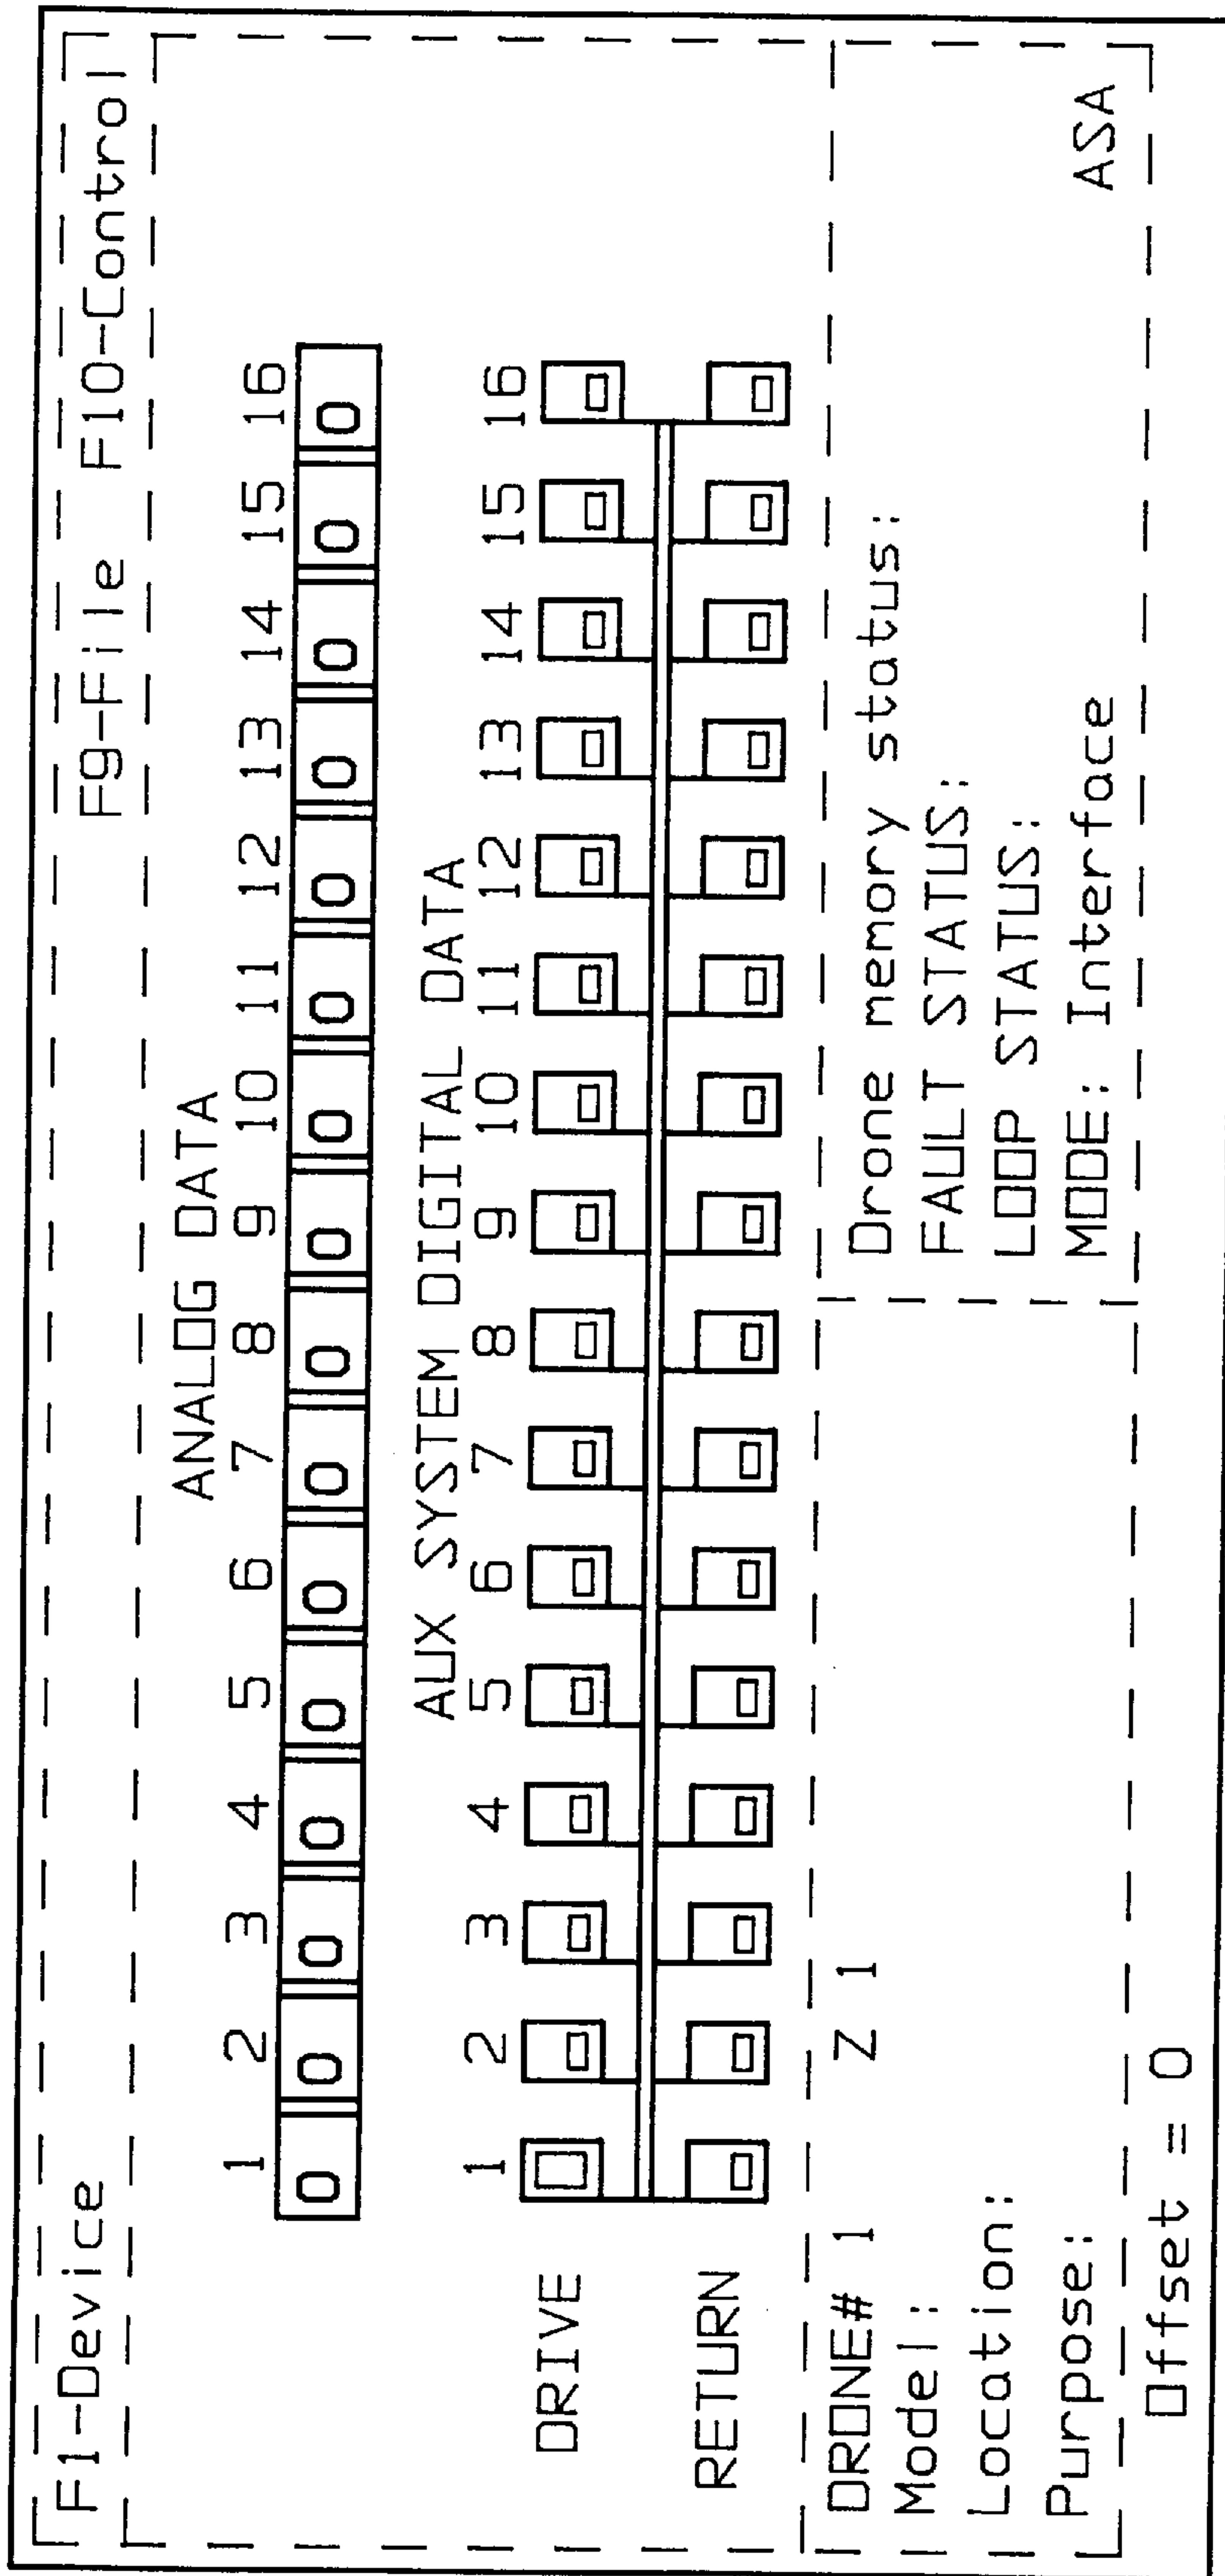 F1-Device F9-File F10-Control
ANALOG DATA
1 2 3 4 5 6 7 8 9 10 11 12 13 14 15 16
0 0 0 0 0 0 0 0 0 0 0 0 0 0 0 0
AUX SYSTEM DIGITAL DATA
1 2 3 4 5 6 7 8 9 10 11 12 13 14 15 16
DRIVE
RETURN
DRONE# 1 Z 1
Model:
Location:
Purpose:
Drone memory status:
FAULT STATUS:
LOOP STATUS:
MODE: Interface
ASA
Offset = 0